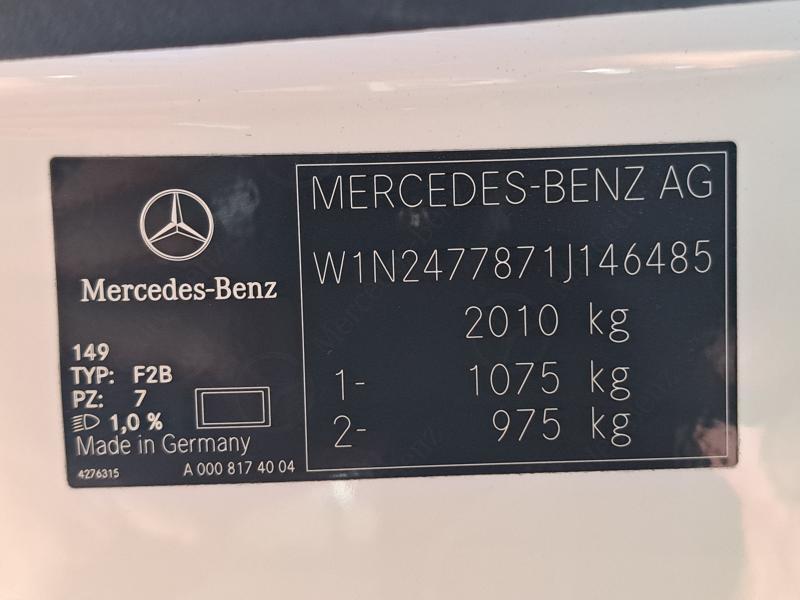 Mercedes-Benz
149
TYP: F2B
PZ: 7
1,0 %
Made in Germany
4276315 A 000 817 40 04
MERCEDES-BENZ AG
W1N2477871J146485
2010 kg
1- 1075 kg
2- 975 kg